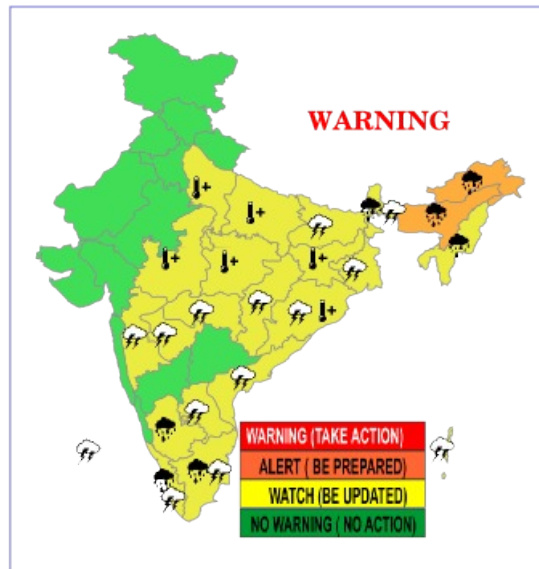 WARNING
WARNING (TAKE ACTION)
ALERT ( BE PREPARED)
WATCH (BE UPDATED)
NO WARNING ( NO ACTION)